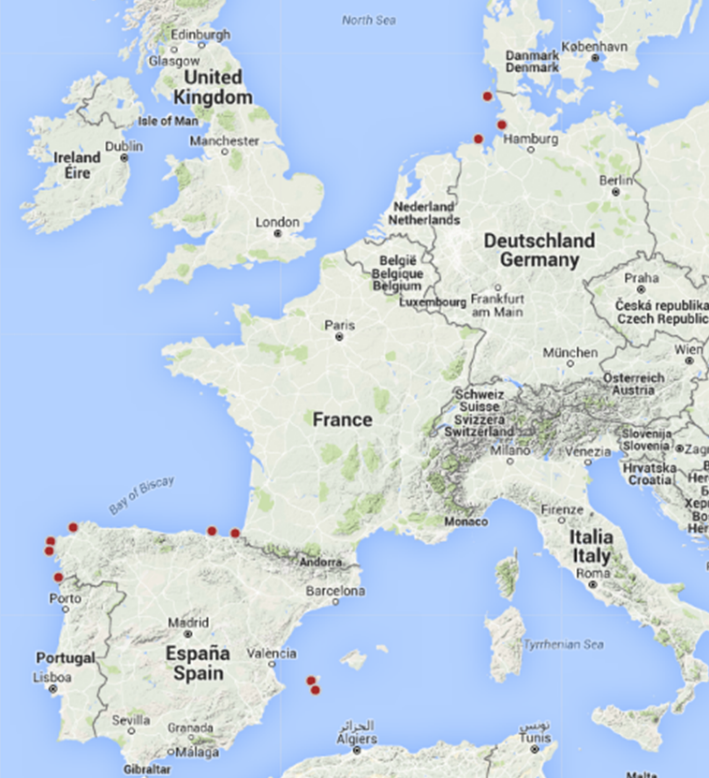 North Sea
Edinburgh
Glasgow
United
Kingdom
Isle of Man
Dublin
Manchester
Ireland
Éire
London
Danmark
Denmark
København
Hamburg
Berlin
Nederland
Netherlands
Deutschland
Germany
België
Belgique
Belgium
Luxembourg
Frankfurt
am Main
Praha
Česká republika
Czech Republic
Paris
München
Wien
Österreich
Austria
Schweiz
Suisse
Svizzera
Switzerland
France
Slovenija
Slovenia
Zagr
Milano
Venezia
Hrvatska
Croatia
Bay of Biscay
Monaco
Firenze
Italia
Italy
Roma
Andorra
Barcelona
Porto
Madrid
España
Spain
Valencia
Tyrrhenian Sea
Portugal
Lisboa
Sevilla
Granada
Málaga
Gibraltar
الجزائر
Algiers
تونس
Tunis
Malta